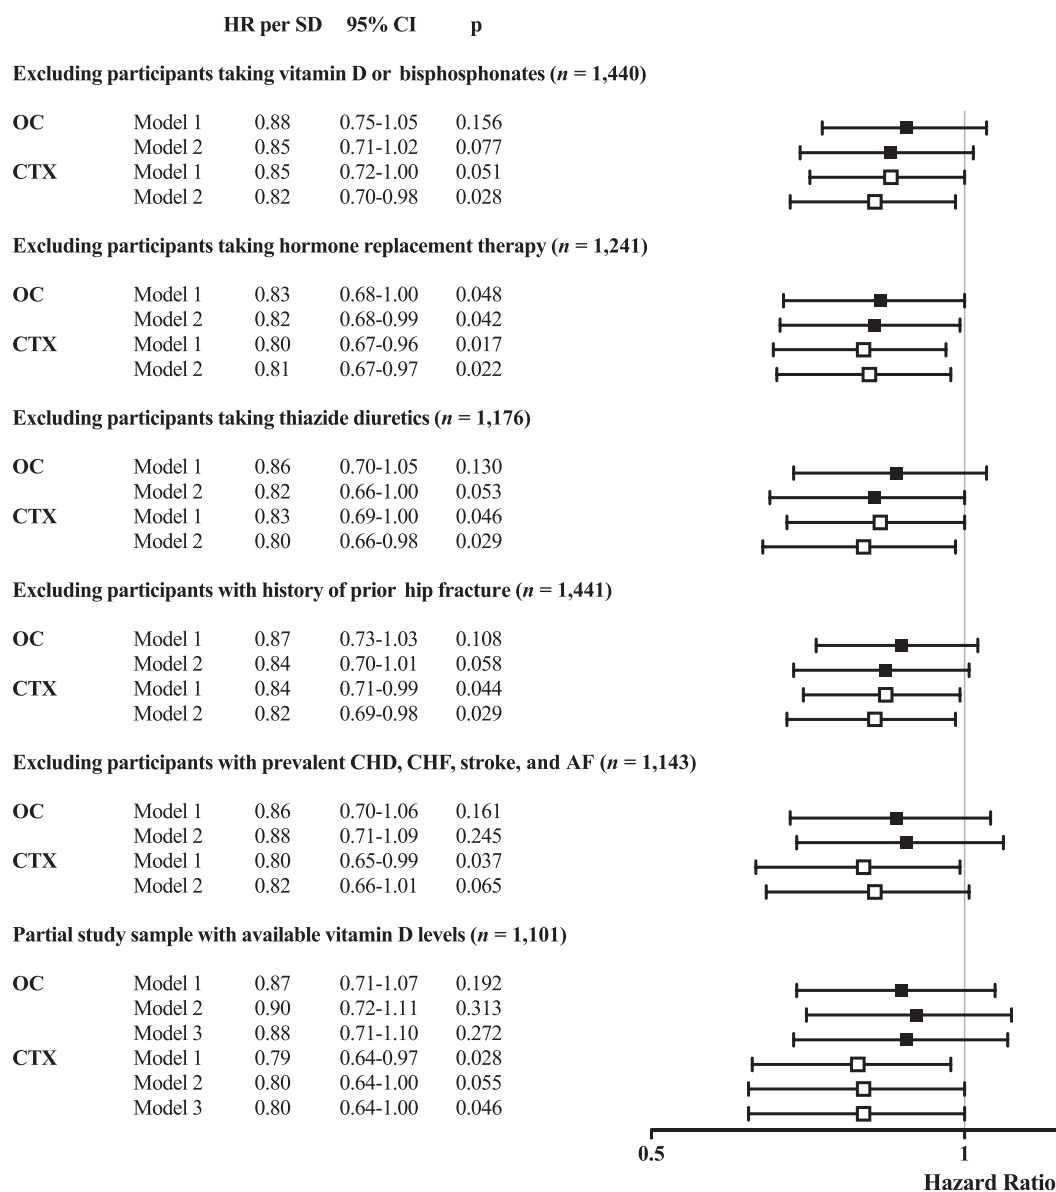 HR per SD 95% CI p
Excluding participants taking vitamin D or bisphosphonates (n = 1,440)
OC Model 1 0.88 0.75-1.05 0.156
Model 2 0.85 0.71-1.02 0.077
CTX Model 1 0.85 0.72-1.00 0.051
Model 2 0.82 0.70-0.98 0.028
Excluding participants taking hormone replacement therapy (n = 1,241)
OC Model 1 0.83 0.68-1.00 0.048
Model 2 0.82 0.68-0.99 0.042
CTX Model 1 0.80 0.67-0.96 0.017
Model 2 0.81 0.67-0.97 0.022
Excluding participants taking thiazide diuretics (n = 1,176)
OC Model 1 0.86 0.70-1.05 0.130
Model 2 0.82 0.66-1.00 0.053
CTX Model 1 0.83 0.69-1.00 0.046
Model 2 0.80 0.66-0.98 0.029
Excluding participants with history of prior hip fracture (n = 1,441)
OC Model 1 0.87 0.73-1.03 0.108
Model 2 0.84 0.70-1.01 0.058
CTX Model 1 0.84 0.71-0.99 0.044
Model 2 0.82 0.69-0.98 0.029
Excluding participants with prevalent CHD, CHF, stroke, and AF (n = 1,143)
OC Model 1 0.86 0.70-1.06 0.161
Model 2 0.88 0.71-1.09 0.245
CTX Model 1 0.80 0.65-0.99 0.037
Model 2 0.82 0.66-1.01 0.065
Partial study sample with available vitamin D levels (n = 1,101)
OC Model 1 0.87 0.71-1.07 0.192
Model 2 0.90 0.72-1.11 0.313
Model 3 0.88 0.71-1.10 0.272
CTX Model 1 0.79 0.64-0.97 0.028
Model 2 0.80 0.64-1.00 0.055
Model 3 0.80 0.64-1.00 0.046
0.5 1
Hazard Ratio